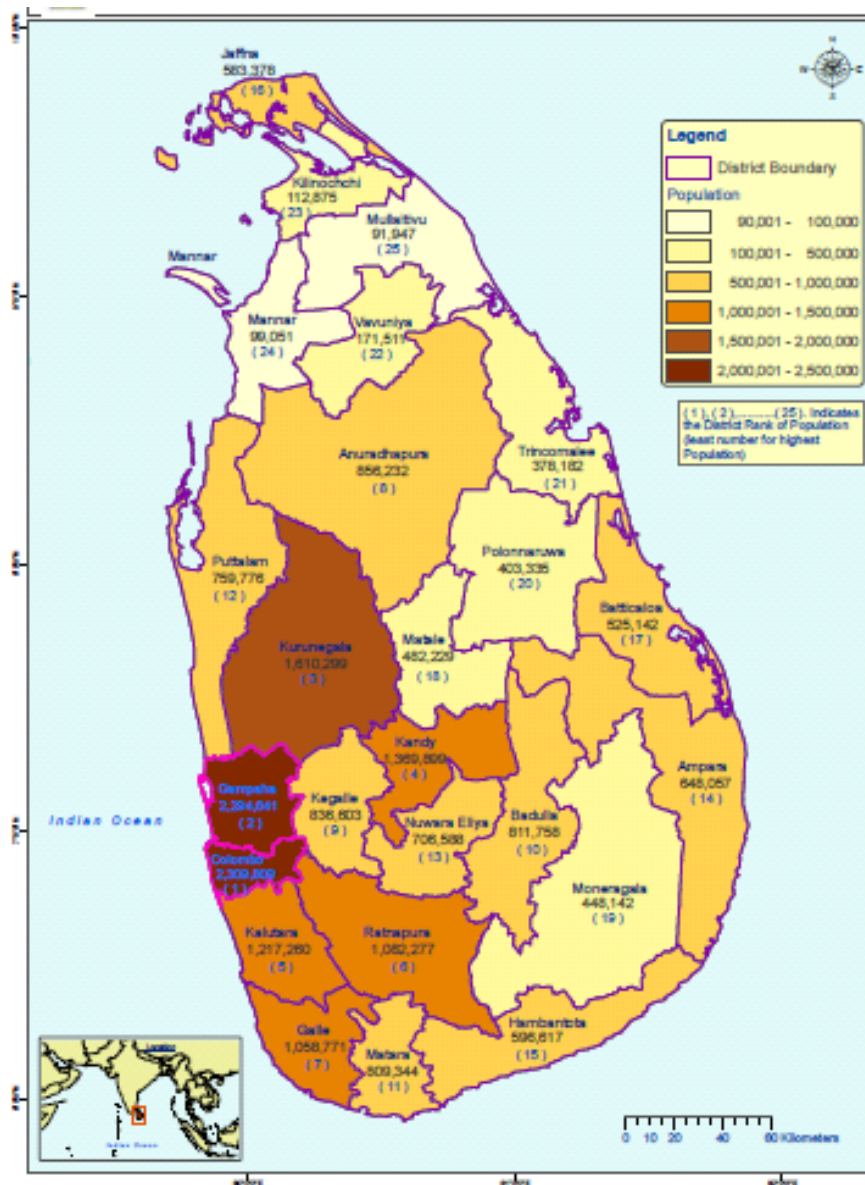 Jaffna
583,378
( 16 )
N
W
E
S
Legend
District Boundary
Population
90,001 - 100,000
100,001 - 500,000
500,001 - 1,000,000
1,000,001 - 1,500,000
1,500,001 - 2,000,000
2,000,001 - 2,500,000
( 1 ), ( 2 ),..........( 25 ). Indicates
the District Rank of Population
(least number for highest
Population)
Kilinochchi
112,875
( 23 )
Mullaitivu
91,947
( 25 )
Mannar
Mannar
99,051
( 24 )
Vavuniya
171,511
( 22 )
Anuradhapura
856,232
( 8 )
Trincomalee
378,182
( 21 )
Puttalam
759,776
( 12 )
Polonnaruwa
403,335
( 20 )
Batticaloa
525,142
( 17 )
Kurunegala
1,610,299
( 3 )
Matale
482,229
( 18 )
Kandy
1,369,899
( 4 )
Ampara
648,057
( 14 )
Gampaha
2,294,641
( 2 )
Kegalle
836,603
( 9 )
Nuwara Eliya
706,588
( 13 )
Badulla
811,758
( 10 )
Indian Ocean
Colombo
2,309,809
( 1 )
Moneragala
448,142
( 19 )
Kalutara
1,217,260
( 5 )
Ratnapura
1,082,277
( 6 )
Galle
1,058,771
( 7 )
Matara
809,344
( 11 )
Hambantota
596,617
( 15 )
Location
Indian Ocean
0 10 20 40 60 Kilometers